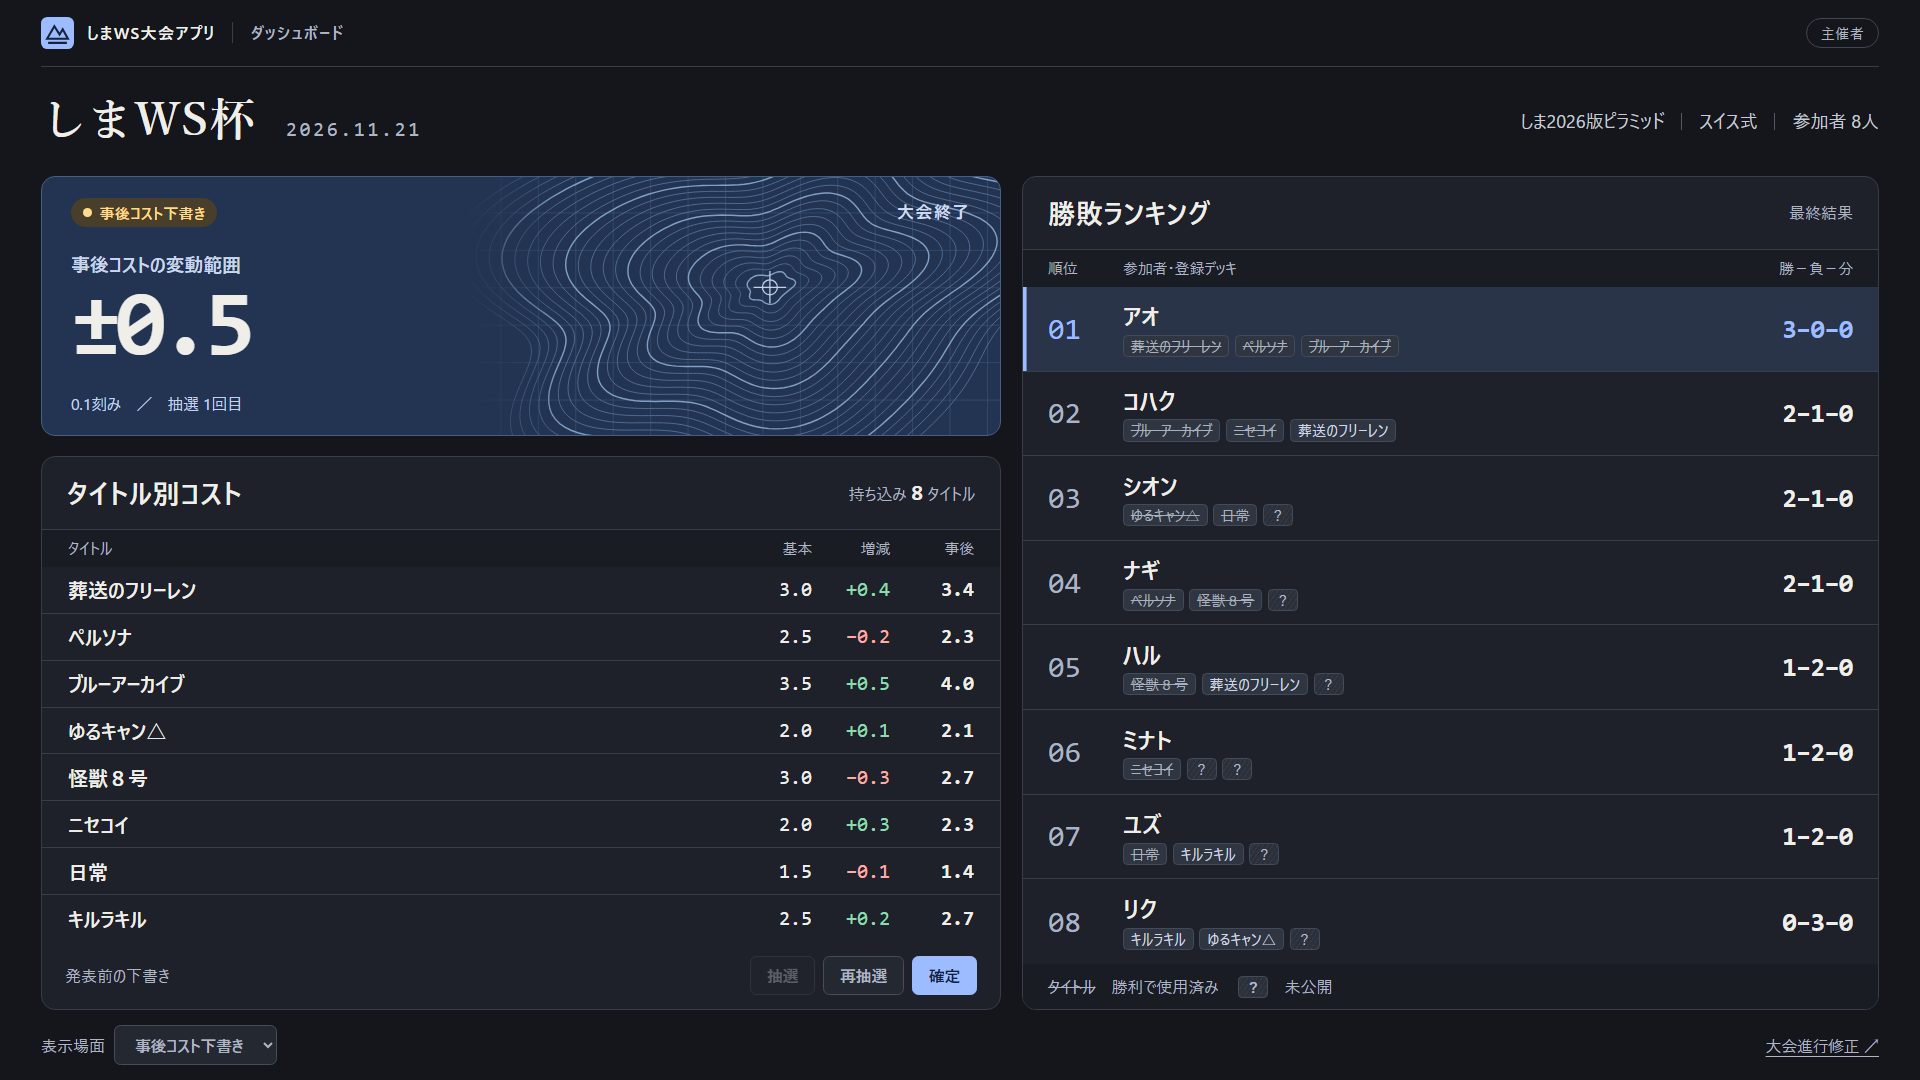 しまWS大会アプリ
ダッシュボード
主催者
しまWS杯
2026.11.21
しま2026版ピラミッド
スイス式
参加者 8人
事後コスト下書き
大会終了
事後コストの変動範囲
±0.5
0.1刻み ／ 抽選 1回目
タイトル別コスト
持ち込み 8 タイトル
タイトル 基本 増減 事後
葬送のフリーレン 3.0 +0.4 3.4
ペルソナ 2.5 −0.2 2.3
ブルーアーカイブ 3.5 +0.5 4.0
ゆるキャン△ 2.0 +0.1 2.1
怪獣８号 3.0 −0.3 2.7
ニセコイ 2.0 +0.3 2.3
日常 1.5 −0.1 1.4
キルラキル 2.5 +0.2 2.7
発表前の下書き
抽選
再抽選
確定
勝敗ランキング
最終結果
順位 参加者・登録デッキ 勝－負－分
01 アオ 3−0−0
葬送のフリーレン ペルソナ ブルーアーカイブ
02 コハク 2−1−0
ブルーアーカイブ ニセコイ 葬送のフリーレン
03 シオン 2−1−0
ゆるキャン△ 日常 ?
04 ナギ 2−1−0
ペルソナ 怪獣８号 ?
05 ハル 1−2−0
怪獣８号 葬送のフリーレン ?
06 ミナト 1−2−0
ニセコイ ? ?
07 ユズ 1−2−0
日常 キルラキル ?
08 リク 0−3−0
キルラキル ゆるキャン△ ?
タイトル 勝利で使用済み ? 未公開
表示場面
事後コスト下書き
大会進行修正 ↗